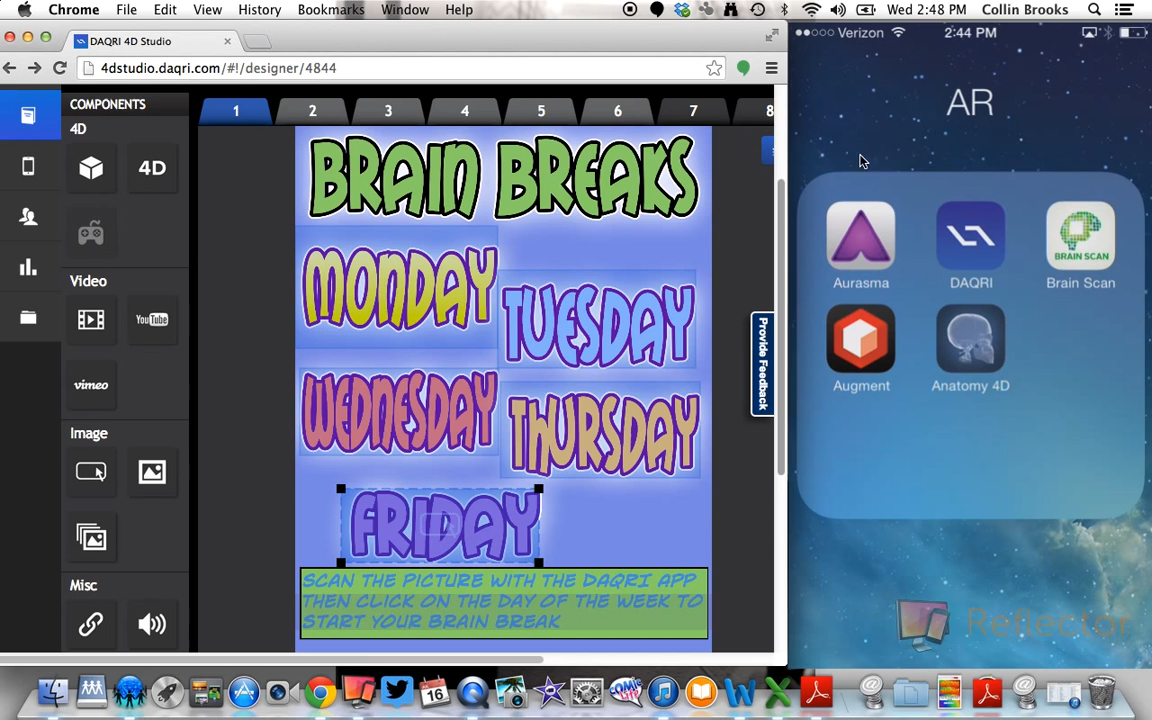 Chrome File Edit View History Bookmarks Window Help Wed 2:48 PM Collin Brooks
DAQRI 4D Studio
4dstudio.daqri.com/#!/designer/4844
COMPONENTS
4D
4D
Video
You Tube
vimeo
Image
Misc
1 2 3 4 5 6 7 8
BRAIN BREAKS
MONDAY
TUESDAY
WEDNESDAY
THURSDAY
FRIDAY
SCAN THE PICTURE WITH THE DAQRI APP
THEN CLICK ON THE DAY OF THE WEEK TO
START YOUR BRAIN BREAK
Provide Feedback
Verizon 2:44 PM
AR
BRAIN SCAN
Aurasma DAQRI Brain Scan
Augment Anatomy 4D
Reflector
16